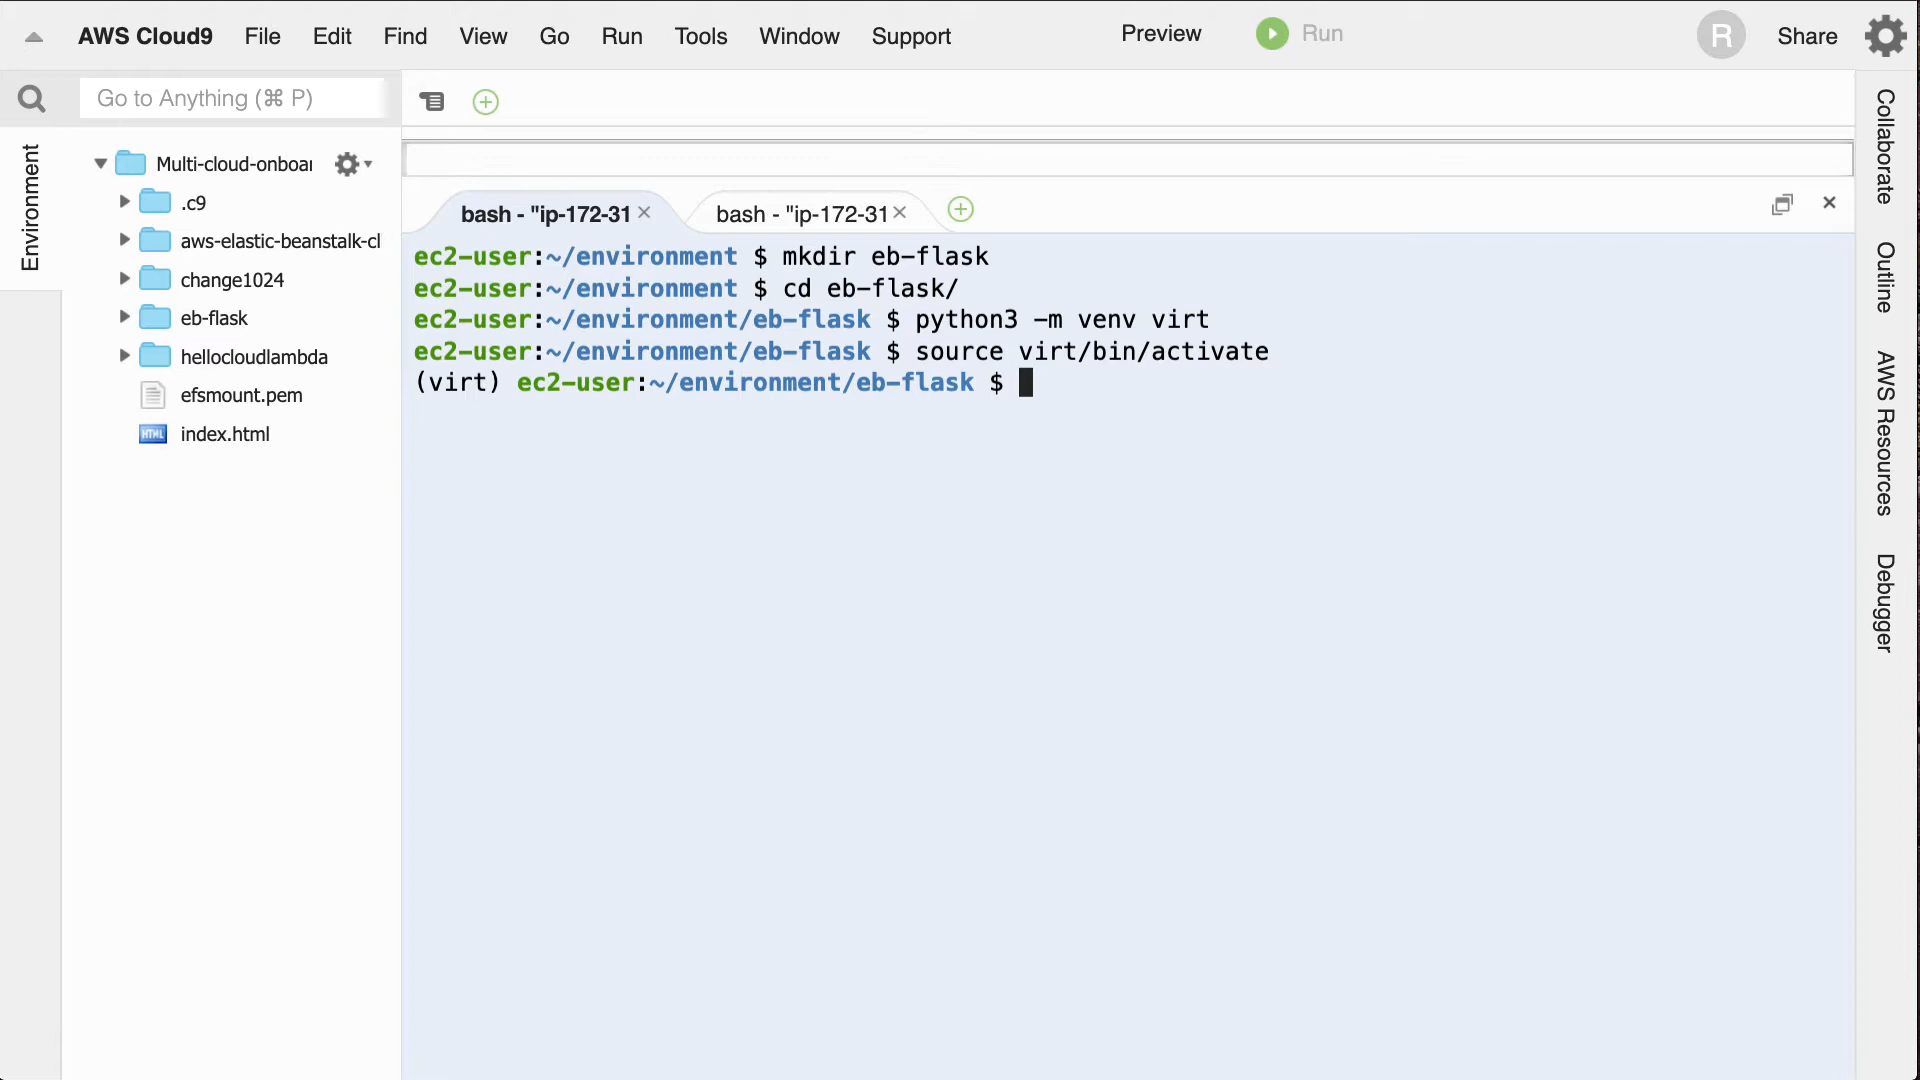 AWS Cloud9 File Edit Find View Go Run Tools Window Support Preview Run R Share
Go to Anything (⌘ P)
Environment
Multi-cloud-onboar
.c9
aws-elastic-beanstalk-cl
change1024
eb-flask
hellocloudlambda
efsmount.pem
HTML index.html
bash - "ip-172-31 × bash - "ip-172-31 ×
ec2-user:~/environment $ mkdir eb-flask
ec2-user:~/environment $ cd eb-flask/
ec2-user:~/environment/eb-flask $ python3 -m venv virt
ec2-user:~/environment/eb-flask $ source virt/bin/activate
(virt) ec2-user:~/environment/eb-flask $
Collaborate
Outline
AWS Resources
Debugger